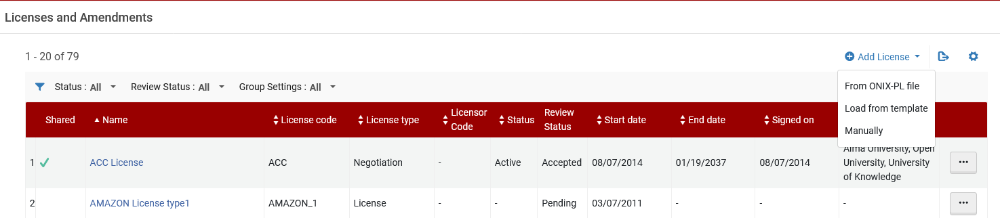 Licenses and Amendments
1 - 20 of 79
Add License
From ONIX-PL file
Load from template
Manually
Status : All Review Status : All Group Settings : All
Shared Name License code License type Licensor Code Status Review Status Start date End date Signed on
1 ACC License ACC Negotiation - Active Accepted 08/07/2014 01/19/2037 08/07/2014 Alma University, Open University, University of Knowledge
2 AMAZON License type1 AMAZON_1 License - - Pending 03/07/2011 - - -